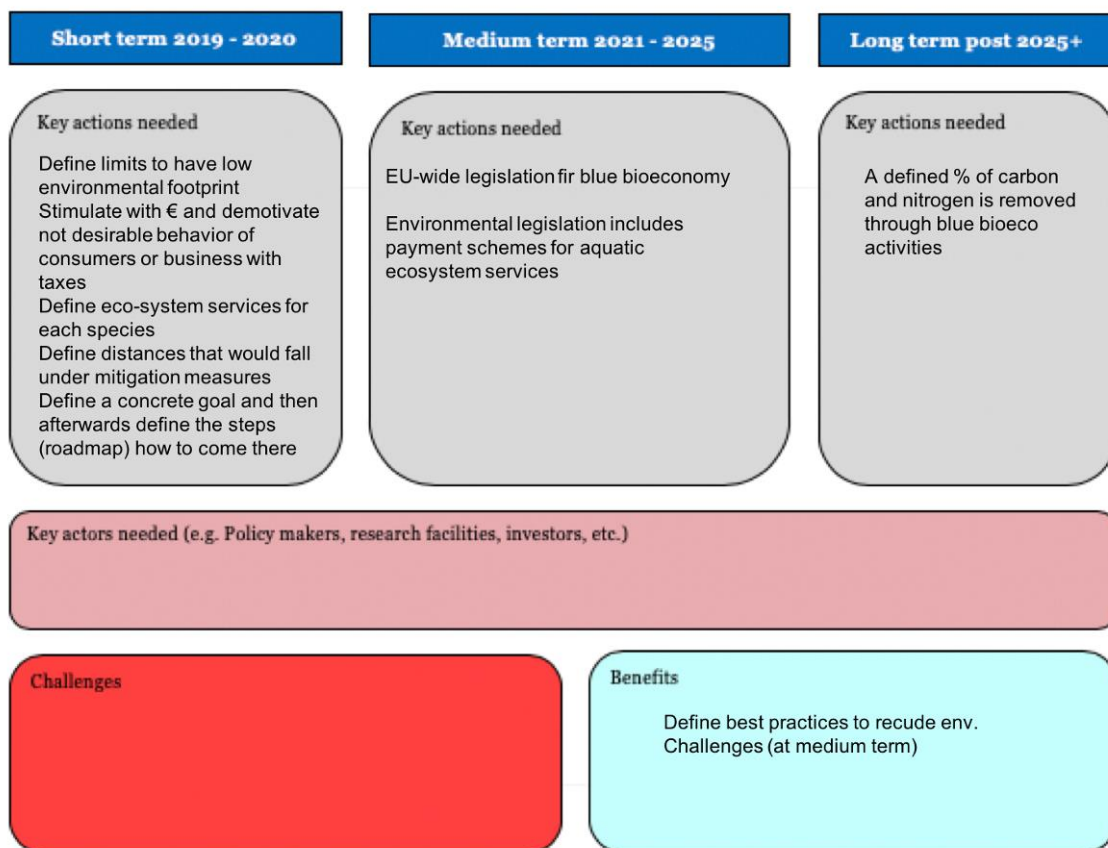 Short term 2019 - 2020
Medium term 2021 - 2025
Long term post 2025+
Key actions needed
Define limits to have low
environmental footprint
Stimulate with € and demotivate
not desirable behavior of
consumers or business with
taxes
Define eco-system services for
each species
Define distances that would fall
under mitigation measures
Define a concrete goal and then
afterwards define the steps
(roadmap) how to come there
Key actions needed
EU-wide legislation fir blue bioeconomy
Environmental legislation includes
payment schemes for aquatic
ecosystem services
Key actions needed
A defined % of carbon
and nitrogen is removed
through blue bioeco
activities
Key actors needed (e.g. Policy makers, research facilities, investors, etc.)
Challenges
Benefits
Define best practices to recude env.
Challenges (at medium term)